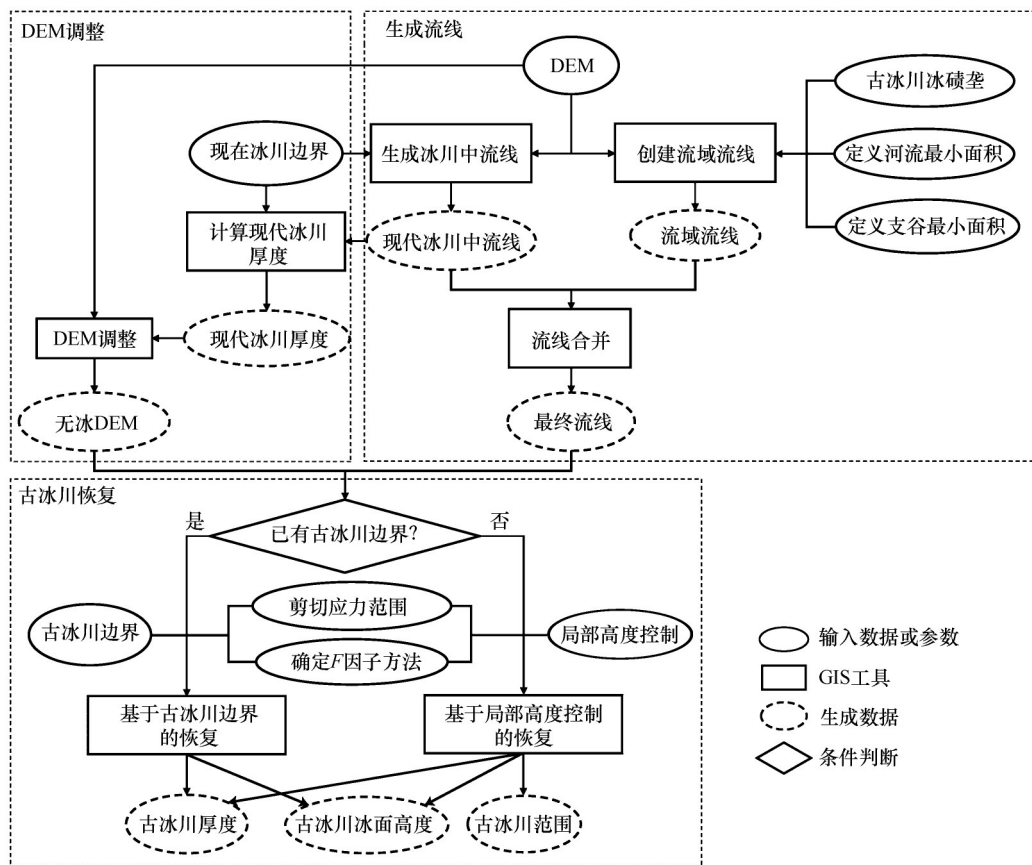 DEM调整
生成流线
DEM
古冰川冰碛垄
现在冰川边界
生成冰川中流线
创建流域流线
定义河流最小面积
计算现代冰川
厚度
现代冰川中流线
流域流线
定义支谷最小面积
DEM调整
现代冰川厚度
流线合并
无冰DEM
最终流线
古冰川恢复
是
已有古冰川边界?
否
剪切应力范围
古冰川边界
局部高度控制
确定F因子方法
基于古冰川边界
的恢复
基于局部高度控制
的恢复
古冰川厚度
古冰川冰面高度
古冰川范围
输入数据或参数
GIS工具
生成数据
条件判断